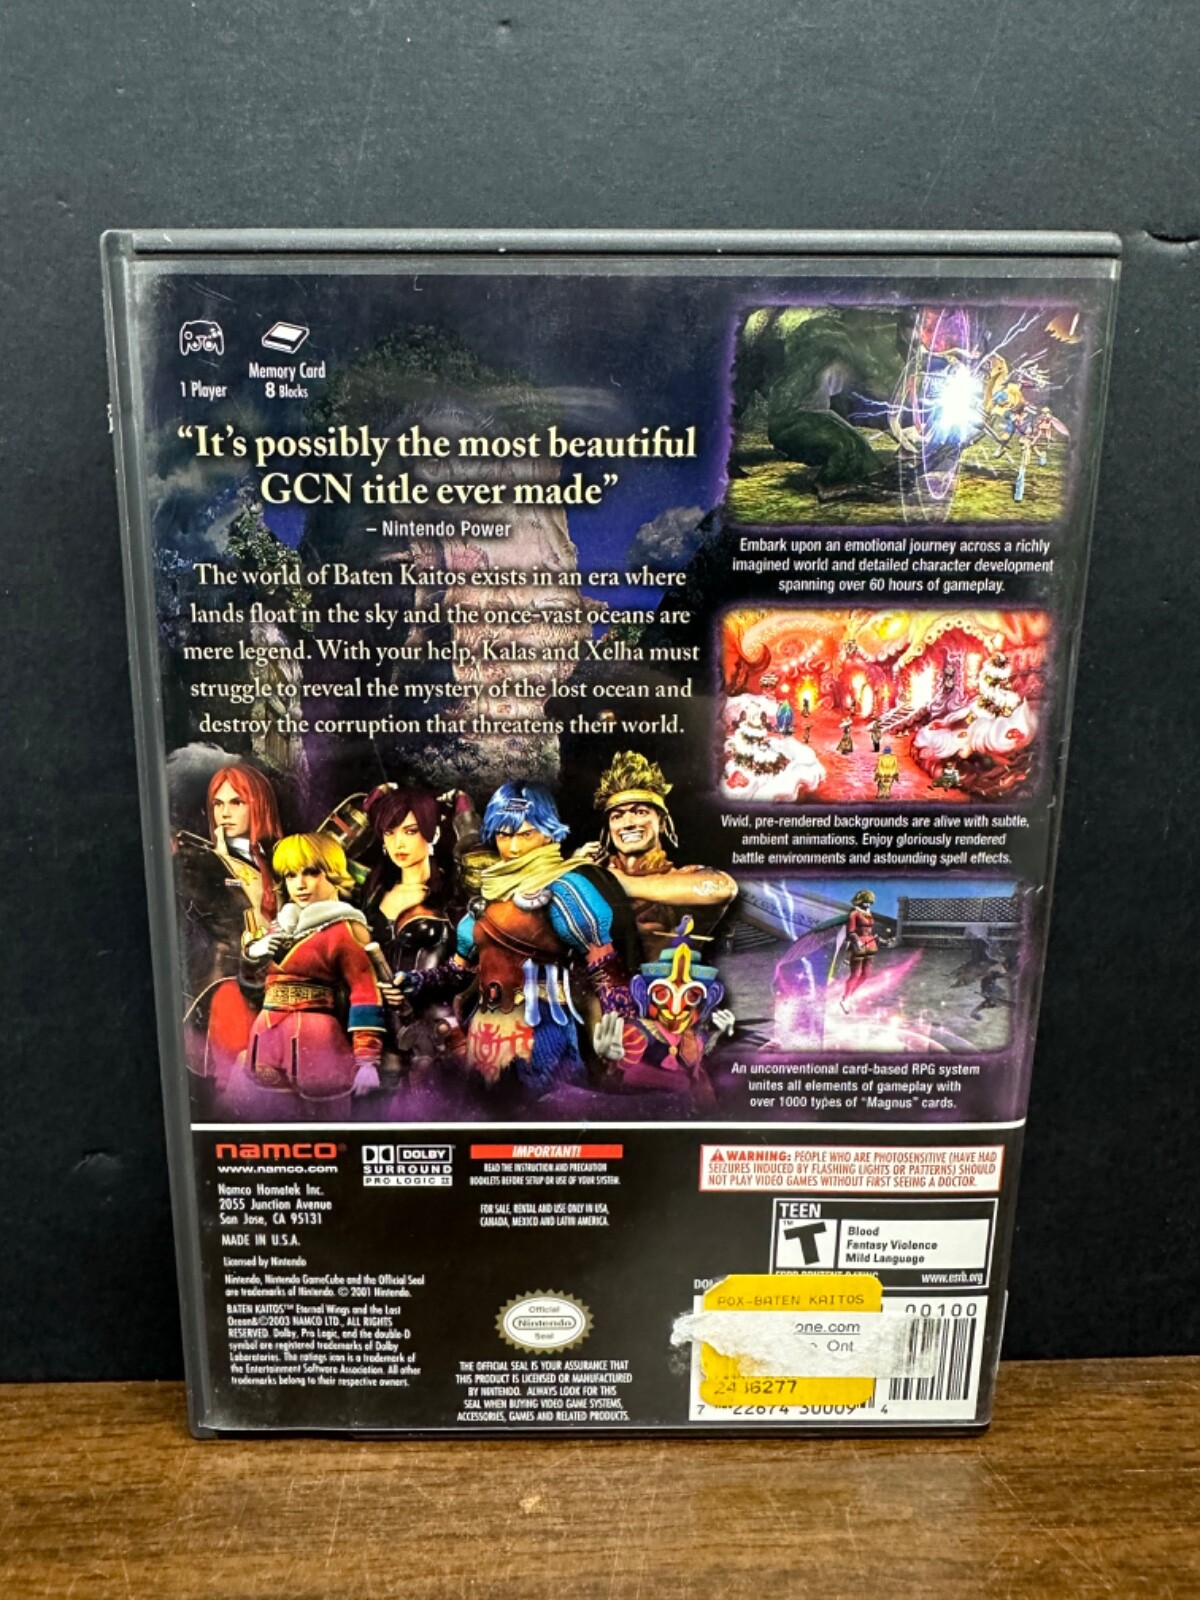 1 Player
Memory Card
8 Blocks
“It's possibly the most beautiful
GCN title ever made”
– Nintendo Power
The world of Baten Kaitos exists in an era where
lands float in the sky and the once-vast oceans are
mere legend. With your help, Kalas and Xelha must
struggle to reveal the mystery of the lost ocean and
destroy the corruption that threatens their world.
Embark upon an emotional journey across a richly
imagined world and detailed character development
spanning over 60 hours of gameplay.
Vivid, pre-rendered backgrounds are alive with subtle,
ambient animations. Enjoy gloriously rendered
battle environments and astounding spell effects.
An unconventional card-based RPG system
unites all elements of gameplay with
over 1000 types of “Magnus” cards.
namco®
www.namco.com
Namco Hometek Inc.
2055 Junction Avenue
San Jose, CA 95131
MADE IN U.S.A.
Licensed by Nintendo
Nintendo, Nintendo GameCube and the Official Seal
are trademarks of Nintendo. © 2001 Nintendo.
BATEN KAITOS™ Eternal Wings and the Lost
Ocean&©2003 NAMCO LTD., ALL RIGHTS
RESERVED. Dolby, Pro Logic, and the double-D
symbol are registered trademarks of Dolby
Laboratories. The ratings icon is a trademark of
the Entertainment Software Association. All other
trademarks belong to their respective owners.
DOLBY
SURROUND
PRO LOGIC II
IMPORTANT!
READ THE INSTRUCTION AND PRECAUTION
BOOKLETS BEFORE SETUP OR USE OF YOUR SYSTEM.
FOR SALE, RENTAL AND USE ONLY IN USA,
CANADA, MEXICO AND LATIN AMERICA.
Official
Nintendo
Seal
THE OFFICIAL SEAL IS YOUR ASSURANCE THAT
THIS PRODUCT IS LICENSED OR MANUFACTURED
BY NINTENDO. ALWAYS LOOK FOR THIS
SEAL WHEN BUYING VIDEO GAME SYSTEMS,
ACCESSORIES, GAMES AND RELATED PRODUCTS.
WARNING: PEOPLE WHO ARE PHOTOSENSITIVE (HAVE HAD
SEIZURES INDUCED BY FLASHING LIGHTS OR PATTERNS) SHOULD
NOT PLAY VIDEO GAMES WITHOUT FIRST SEEING A DOCTOR.
TEEN
T
TM
Blood
Fantasy Violence
Mild Language
ESRB CONTENT RATING
www.esrb.org
DOL
POX-BATEN KAITOS
00100
one.com
Ont
6277
7 22674 30009 4